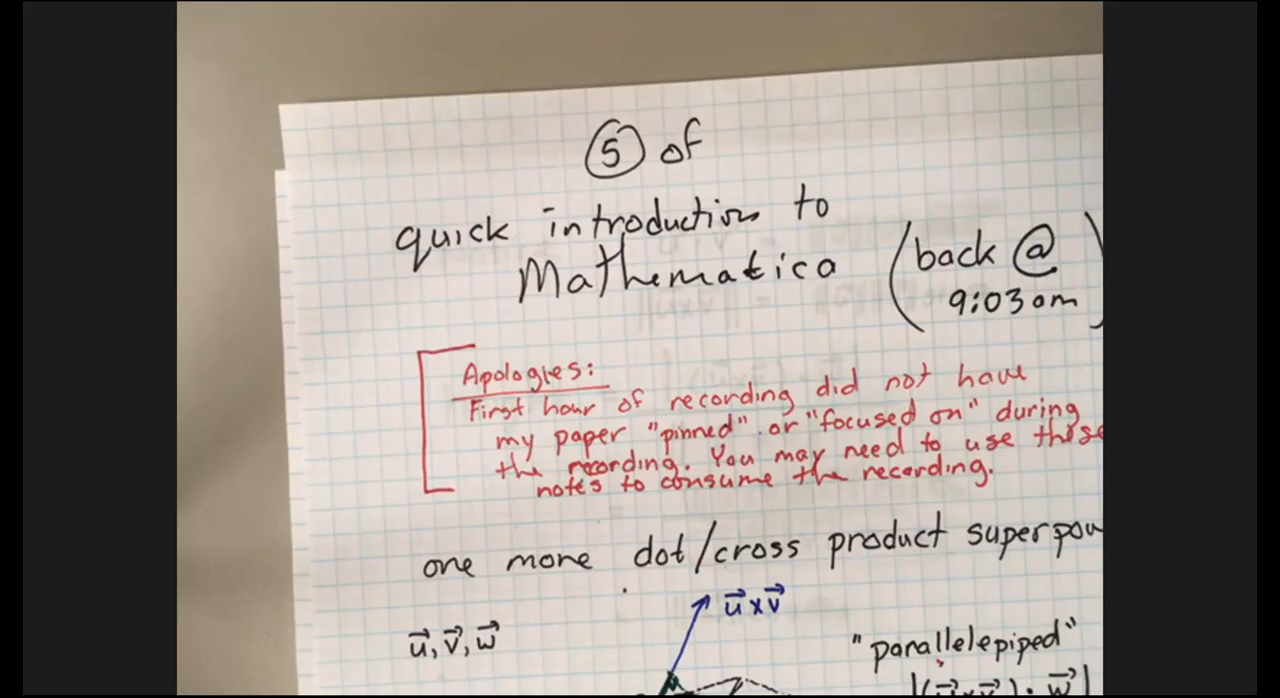 ⑤ of
quick introduction to
Mathematica
(back @
9:03am)
Apologies:
First hour of recording did not have
my paper "pinned" or "focused on" during
the recording. You may need to use these
notes to consume the recording.
one more dot/cross product superpow
u⃗ x v⃗
u⃗, v⃗, w⃗
"parallelepiped"
|(u⃗ x v⃗) · w⃗|